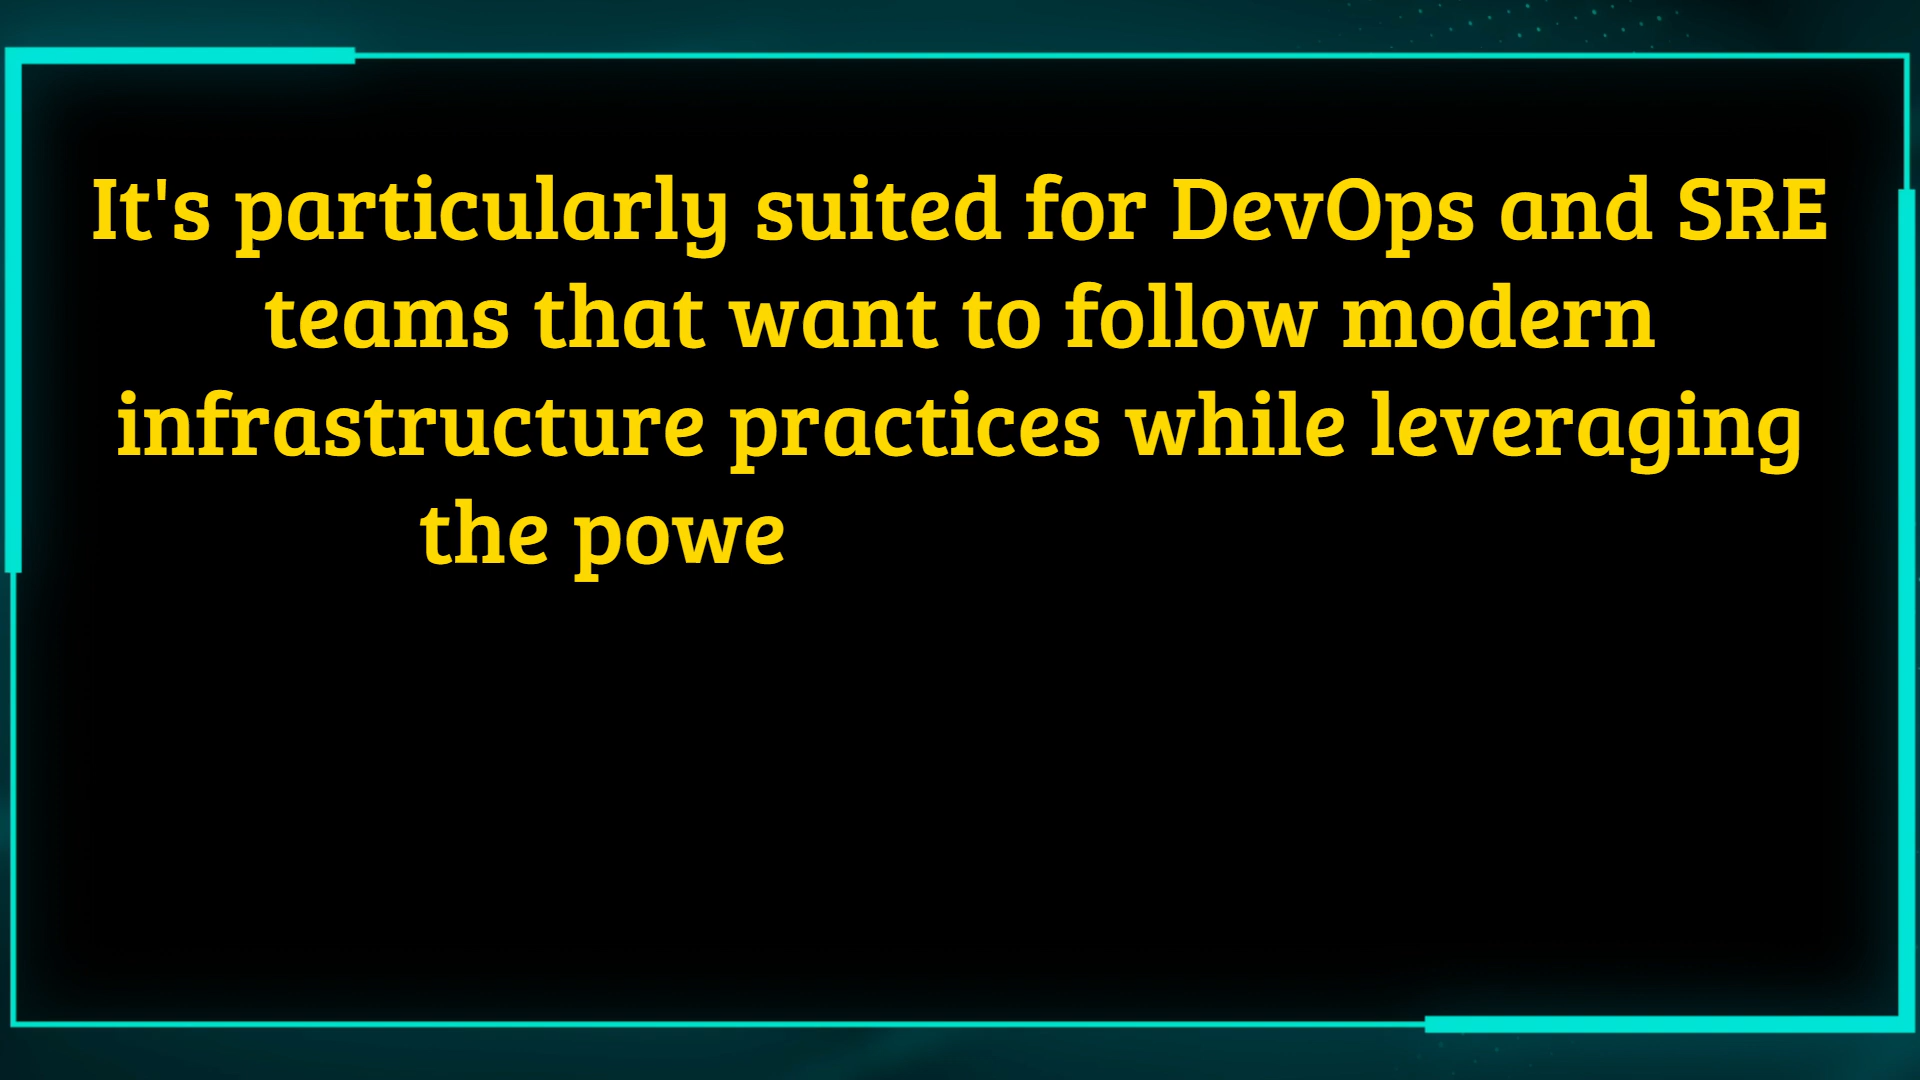 It's particularly suited for DevOps and SRE
teams that want to follow modern
infrastructure practices while leveraging
the powe